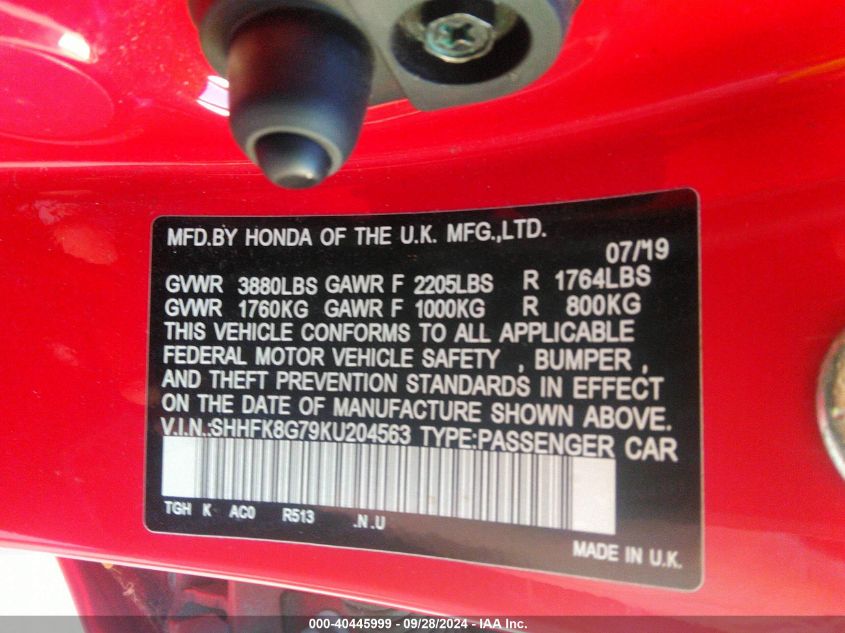 MFD.BY HONDA OF THE U.K. MFG.,LTD.
07/19
GVWR 3880LBS GAWR F 2205LBS R 1764LBS
GVWR 1760KG GAWR F 1000KG R 800KG
THIS VEHICLE CONFORMS TO ALL APPLICABLE
FEDERAL MOTOR VEHICLE SAFETY , BUMPER ,
AND THEFT PREVENTION STANDARDS IN EFFECT
ON THE DATE OF MANUFACTURE SHOWN ABOVE.
V.I.N.:SHHFK8G79KU204563 TYPE:PASSENGER CAR
TGH K AC0 R513 .N .U
MADE IN U.K.
000-40445999 - 09/28/2024 - IAA Inc.